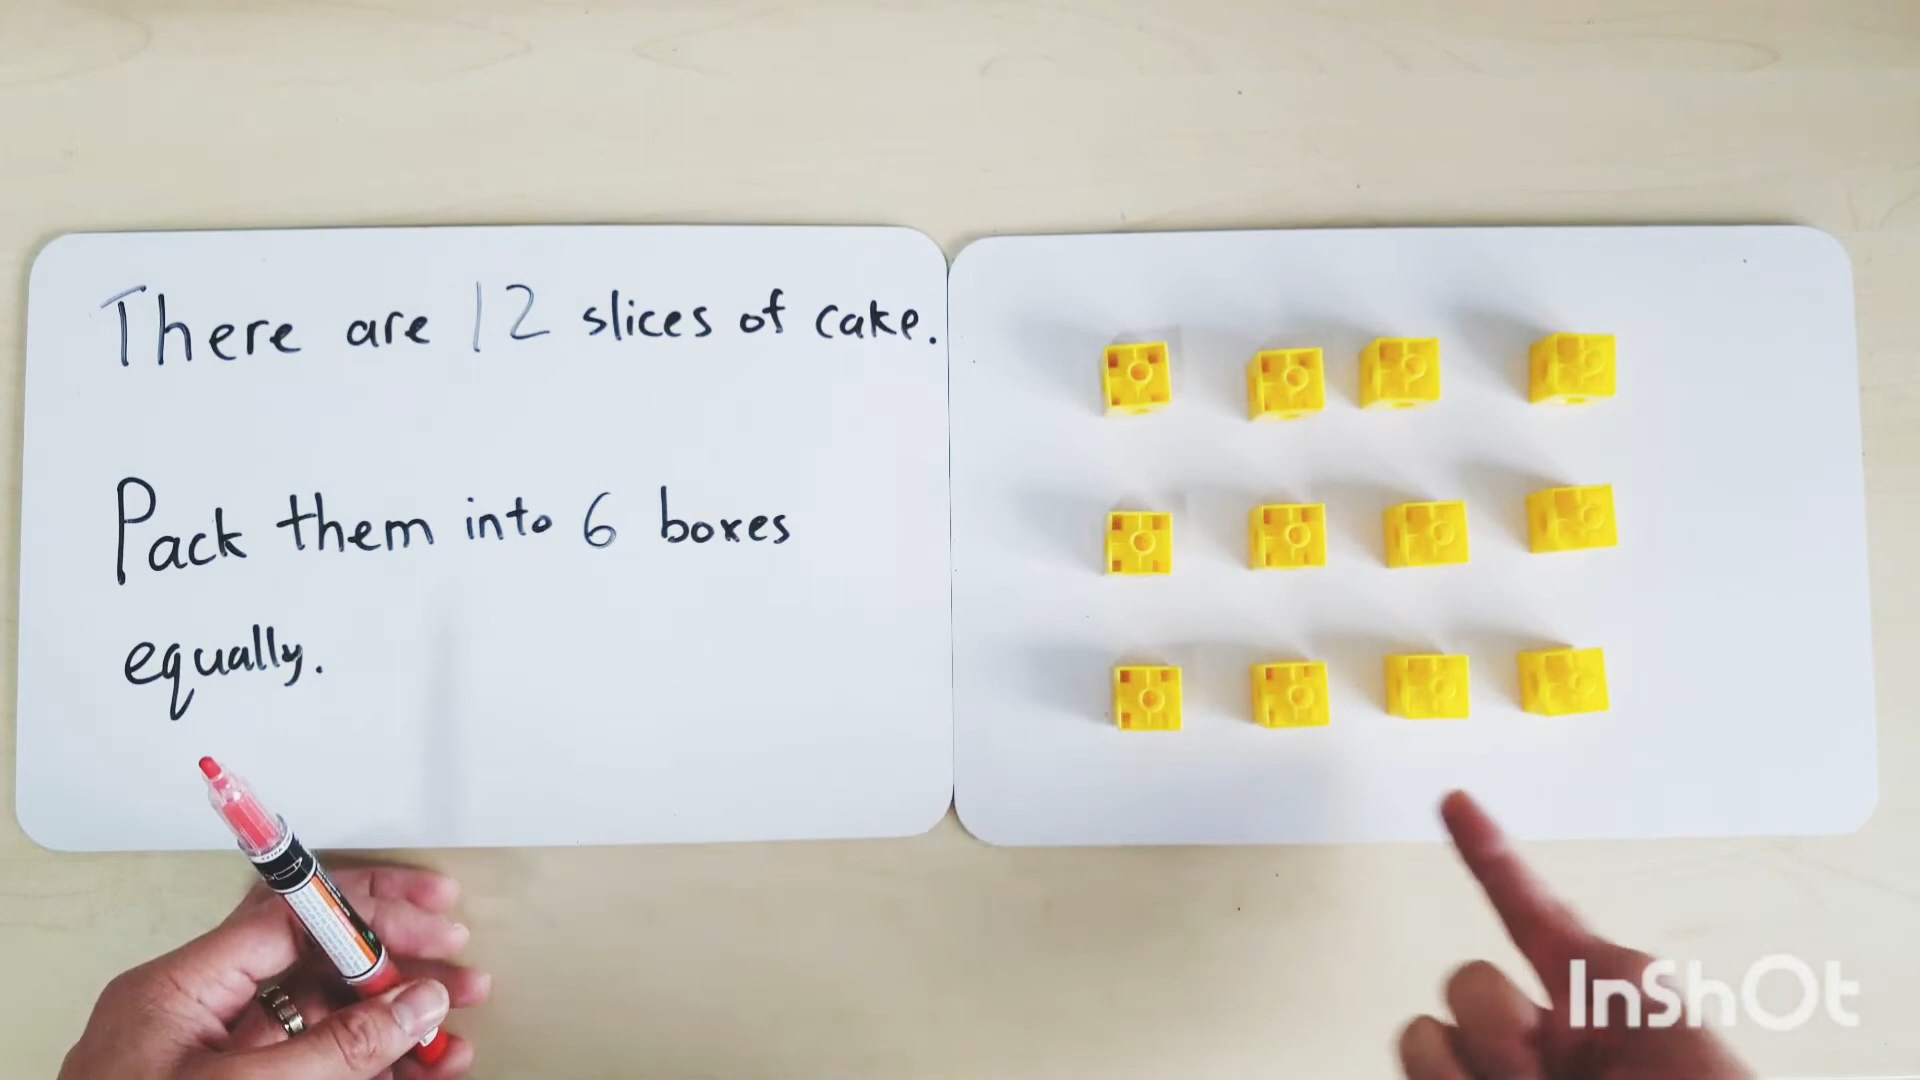 There are 12 slices of cake.
Pack them into 6 boxes
equally.
InShOt